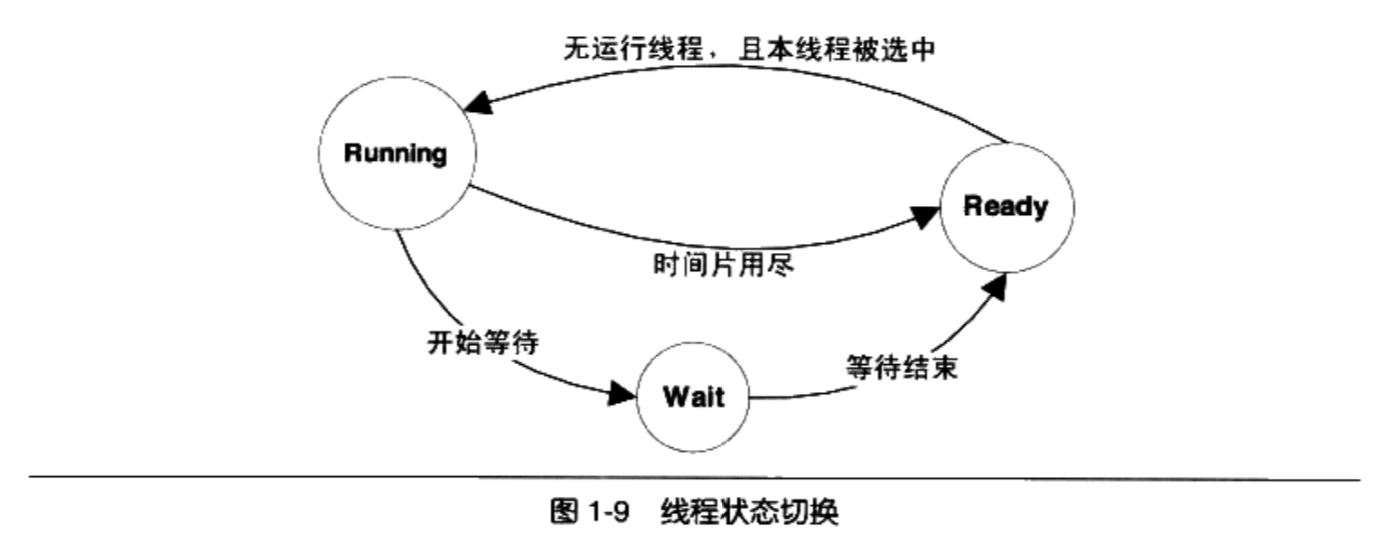 无运行线程，且本线程被选中
Running
Ready
时间片用尽
开始等待
等待结束
Wait
图 1-9 线程状态切换